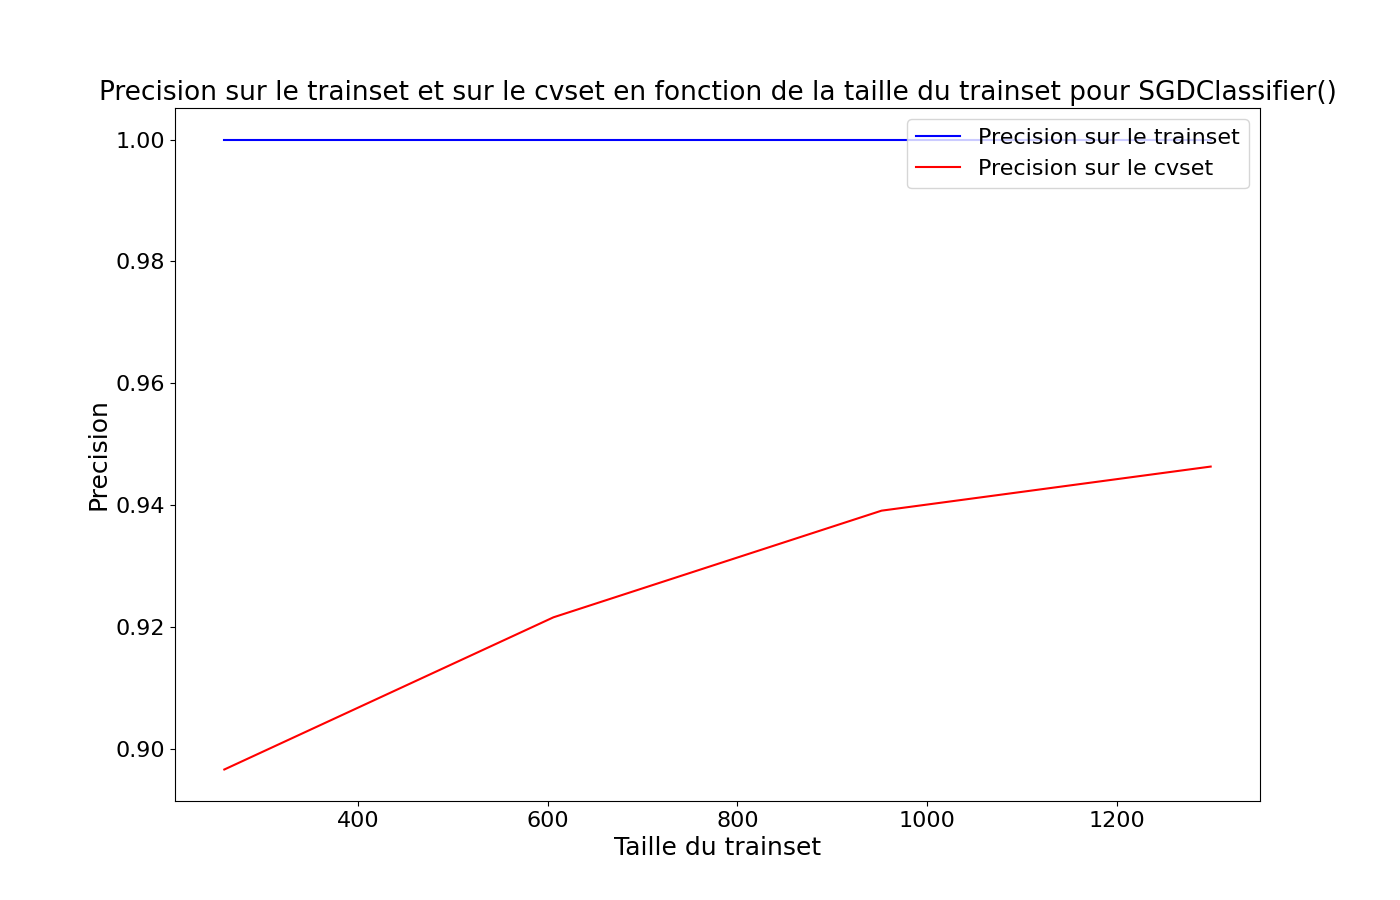 Precision sur le trainset et sur le cvset en fonction de la taille du trainset pour SGDClassifier()
Precision sur le trainset
Precision sur le cvset
1.00
0.98
0.96
0.94
0.92
0.90
Precision
400 600 800 1000 1200
Taille du trainset